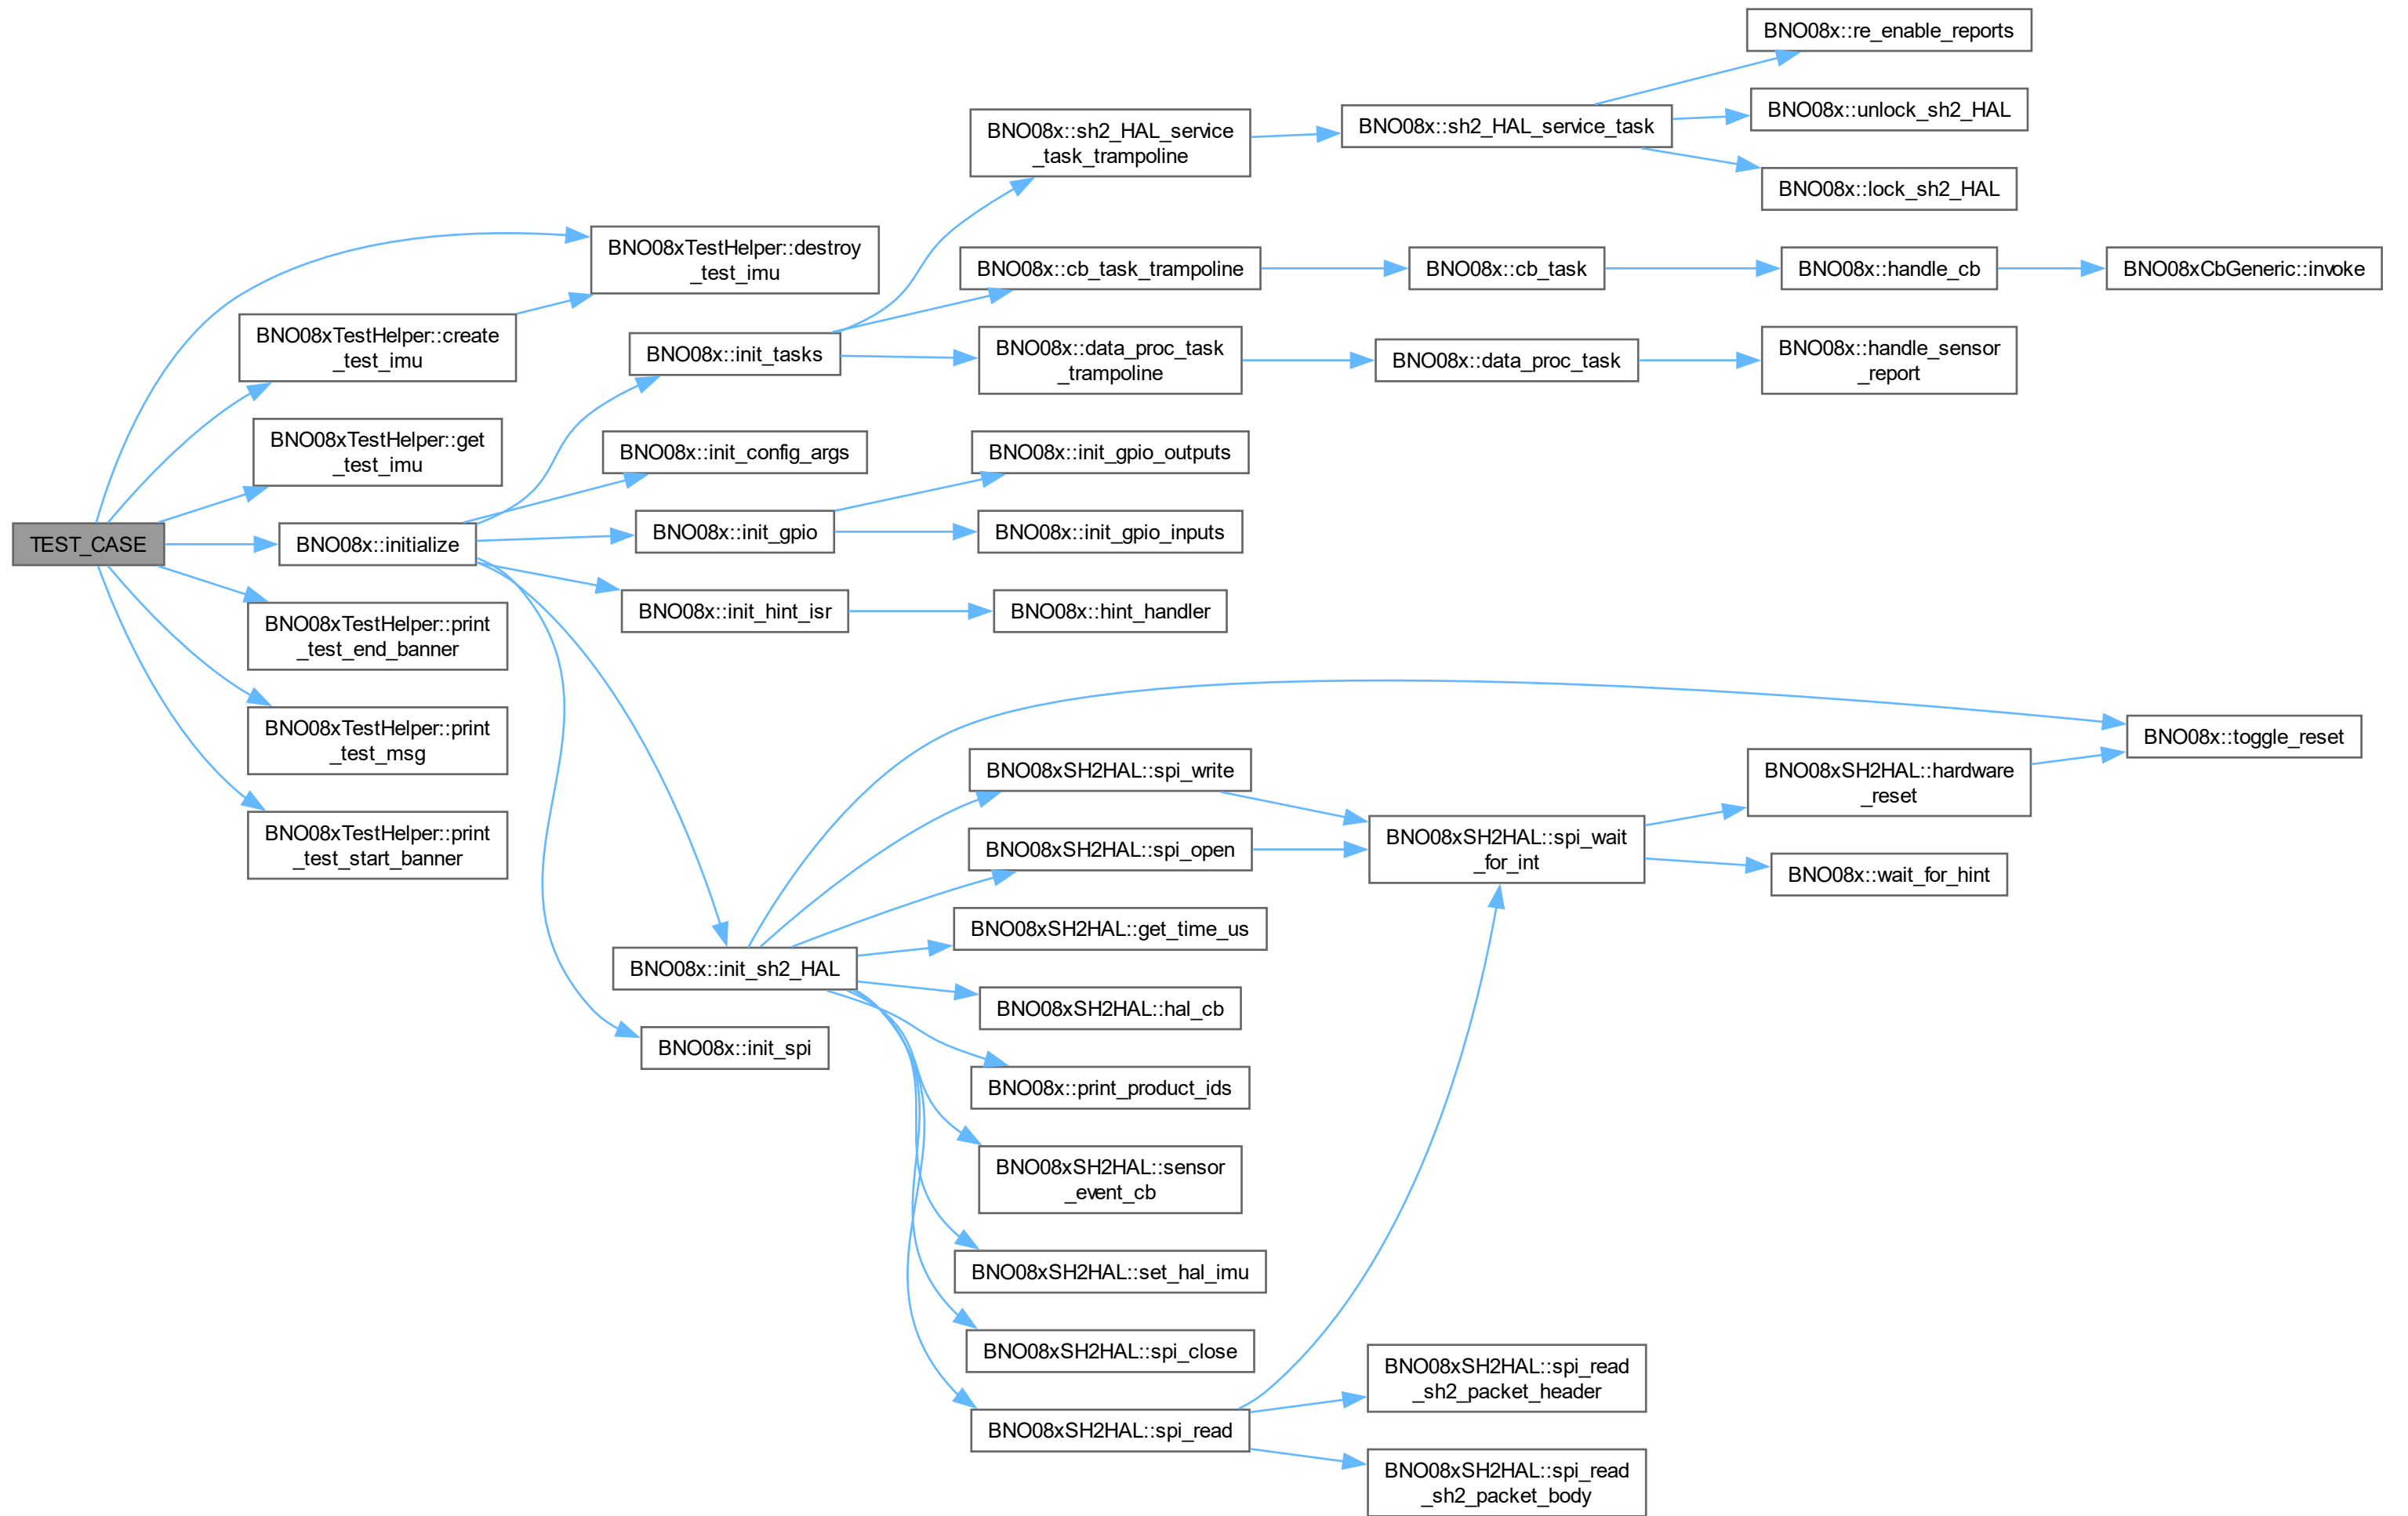 TEST_CASE
BNO08xTestHelper::destroy
_test_imu
BNO08xTestHelper::create
_test_imu
BNO08xTestHelper::get
_test_imu
BNO08x::initialize
BNO08xTestHelper::print
_test_end_banner
BNO08xTestHelper::print
_test_msg
BNO08xTestHelper::print
_test_start_banner
BNO08x::init_tasks
BNO08x::init_config_args
BNO08x::init_gpio
BNO08x::init_hint_isr
BNO08x::init_sh2_HAL
BNO08x::init_spi
BNO08x::sh2_HAL_service
_task_trampoline
BNO08x::cb_task_trampoline
BNO08x::data_proc_task
_trampoline
BNO08x::init_gpio_outputs
BNO08x::init_gpio_inputs
BNO08x::hint_handler
BNO08xSH2HAL::spi_write
BNO08xSH2HAL::spi_open
BNO08xSH2HAL::get_time_us
BNO08xSH2HAL::hal_cb
BNO08x::print_product_ids
BNO08xSH2HAL::sensor
_event_cb
BNO08xSH2HAL::set_hal_imu
BNO08xSH2HAL::spi_close
BNO08xSH2HAL::spi_read
BNO08x::sh2_HAL_service_task
BNO08x::cb_task
BNO08x::data_proc_task
BNO08xSH2HAL::spi_wait
_for_int
BNO08xSH2HAL::spi_read
_sh2_packet_header
BNO08xSH2HAL::spi_read
_sh2_packet_body
BNO08x::re_enable_reports
BNO08x::unlock_sh2_HAL
BNO08x::lock_sh2_HAL
BNO08x::handle_cb
BNO08x::handle_sensor
_report
BNO08xSH2HAL::hardware
_reset
BNO08x::wait_for_hint
BNO08xCbGeneric::invoke
BNO08x::toggle_reset